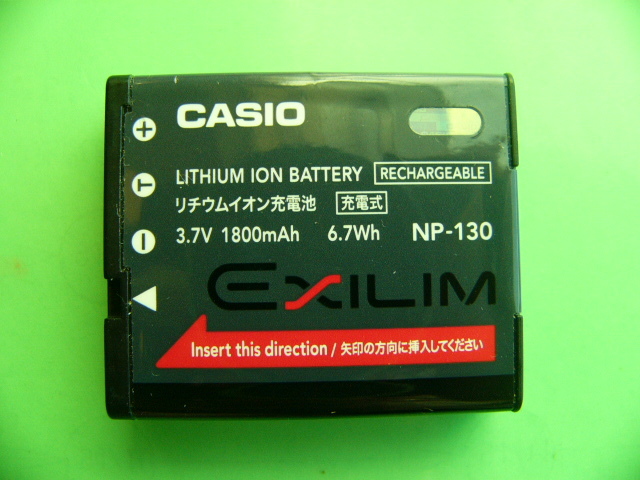 CASIO
+
T
LITHIUM ION BATTERY RECHARGEABLE
リチウムイオン充電池 充電式
−
3.7V 1800mAh 6.7Wh NP-130
EXILIM
Insert this direction / 矢印の方向に挿入してください